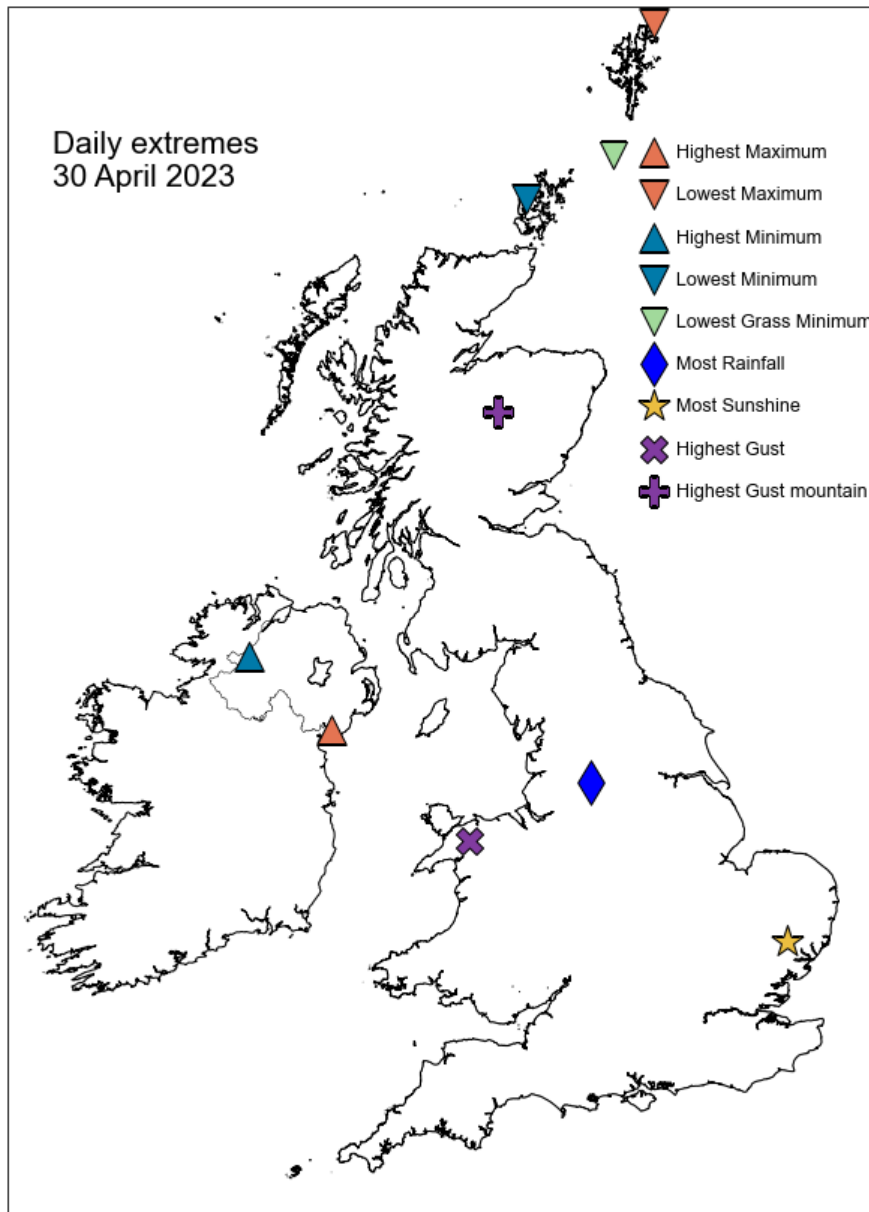 Daily extremes
30 April 2023
Highest Maximum
Lowest Maximum
Highest Minimum
Lowest Minimum
Lowest Grass Minimum
Most Rainfall
Most Sunshine
Highest Gust
Highest Gust mountain